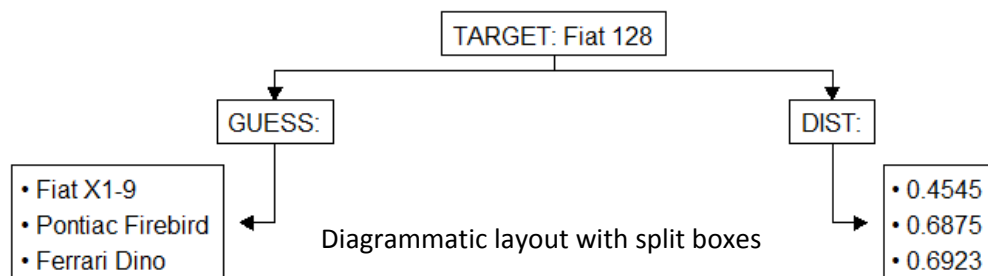 TARGET: Fiat 128
GUESS:
DIST:
• Fiat X1-9
• Pontiac Firebird
• Ferrari Dino
Diagrammatic layout with split boxes
• 0.4545
• 0.6875
• 0.6923